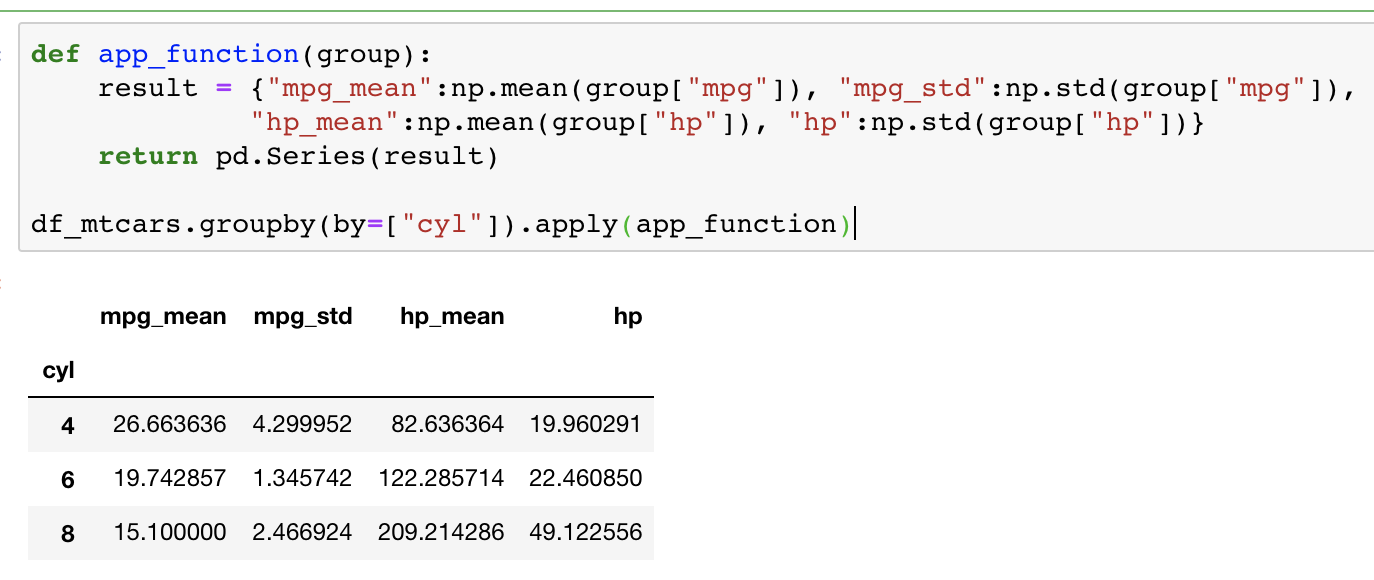 def app_function(group):
    result = {"mpg_mean":np.mean(group["mpg"]), "mpg_std":np.std(group["mpg"]),
             "hp_mean":np.mean(group["hp"]), "hp":np.std(group["hp"])}
    return pd.Series(result)
df_mtcars.groupby(by=["cyl"]).apply(app_function)
mpg_mean mpg_std hp_mean hp
cyl
4 26.663636 4.299952 82.636364 19.960291
6 19.742857 1.345742 122.285714 22.460850
8 15.100000 2.466924 209.214286 49.122556